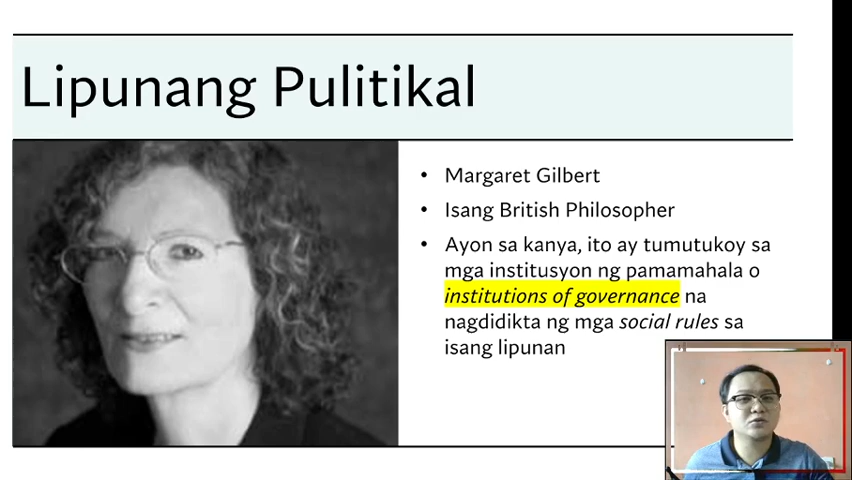 Lipunang Pulitikal
• Margaret Gilbert
• Isang British Philosopher
• Ayon sa kanya, ito ay tumutukoy sa
mga institusyon ng pamamahala o
institutions of governance na
nagdidikta ng mga social rules sa
isang lipunan